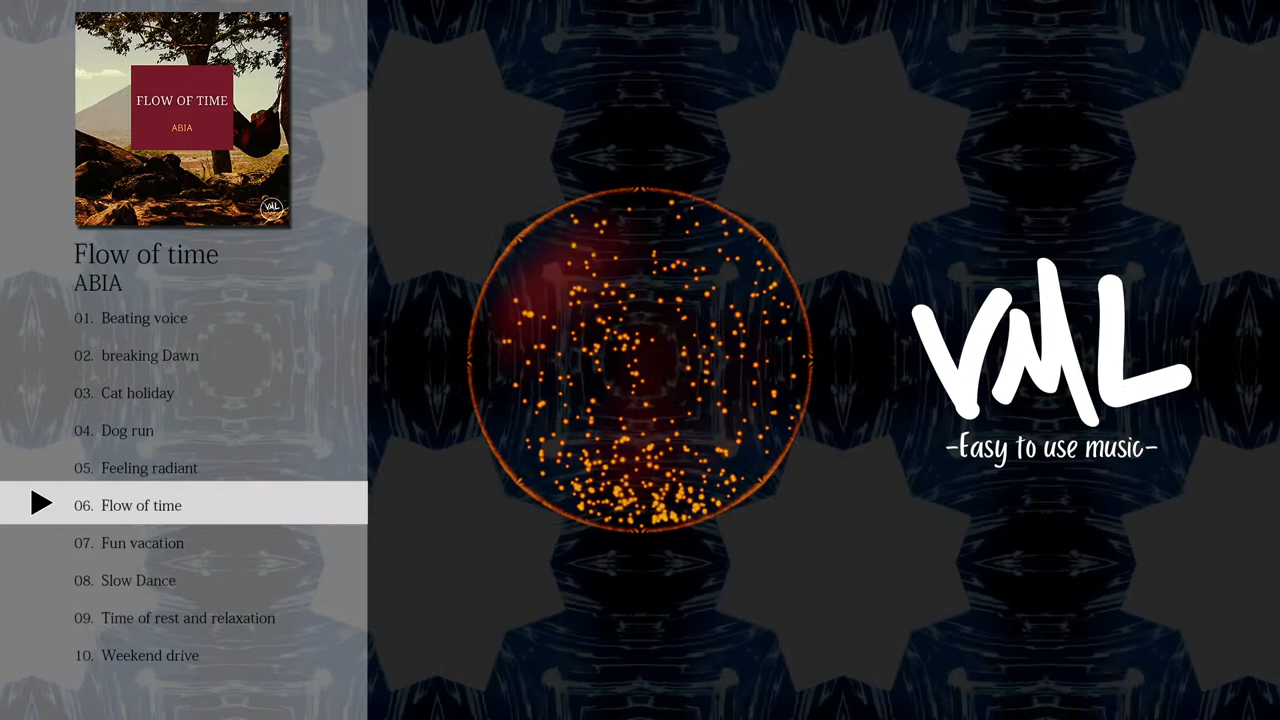 FLOW OF TIME
ABIA
VML
Flow of time
ABIA
01. Beating voice
02. breaking Dawn
03. Cat holiday
04. Dog run
05. Feeling radiant
06. Flow of time
07. Fun vacation
08. Slow Dance
09. Time of rest and relaxation
10. Weekend drive
VML
-Easy to use music-